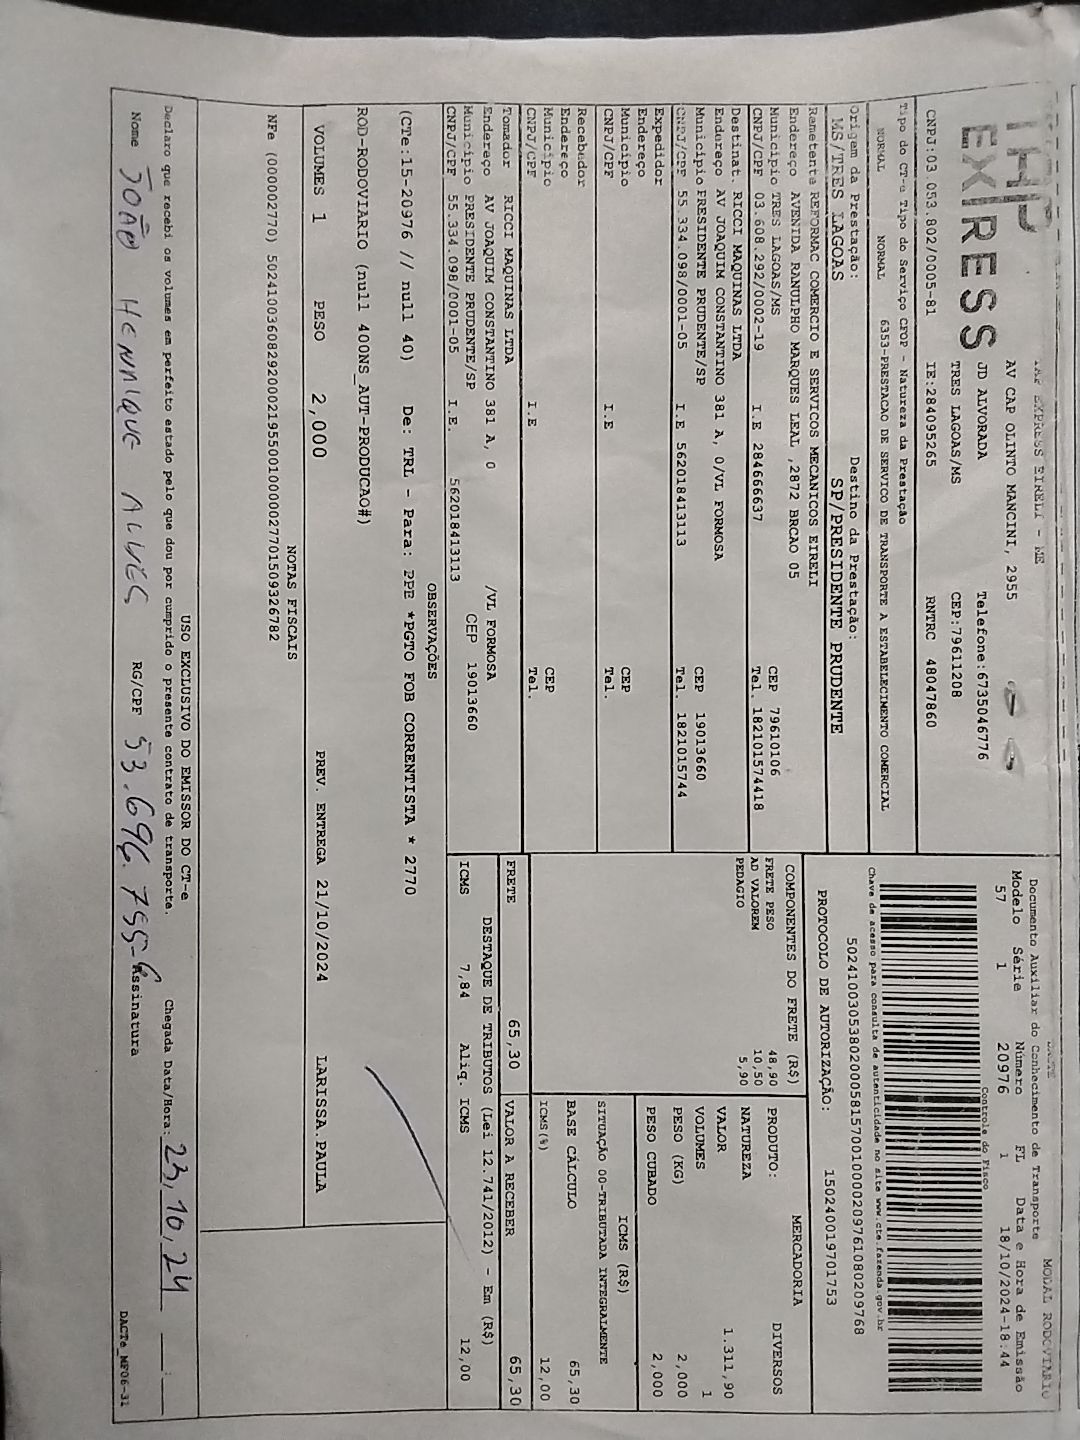 THP EXPRESS
EXPRESS EIRELI - ME
AV CAP OLINTO MANCINI, 2955
JD ALVORADA
Telefone:6735046776
TRES LAGOAS/MS
CEP:79611208
CNPJ:03.053.802/0005-81 IE:284095265 RNTRC 48047860
Tipo do CT-e Tipo do Serviço CFOP - Natureza da Prestação
NORMAL NORMAL 6353-PRESTACAO DE SERVICO DE TRANSPORTE A ESTABELECIMENTO COMERCIAL
Origem da Prestação: Destino da Prestação:
MS/TRES LAGOAS SP/PRESIDENTE PRUDENTE
Remetente REFORMAC COMERCIO E SERVICOS MECANICOS EIRELI
Endereço AVENIDA RANULPHO MARQUES LEAL ,2872 BRCAO 05
Município TRES LAGOAS/MS CEP 79610106
CNPJ/CPF 03.608.292/0002-19 I.E 284666637 Tel. 182101574418
Destinat. RICCI MAQUINAS LTDA
Endereço AV JOAQUIM CONSTANTINO 381 A, 0/VL FORMOSA
Município PRESIDENTE PRUDENTE/SP CEP 19013660
CNPJ/CPF 55.334.098/0001-05 I.E 562018413113 Tel. 1821015744
Expedidor
Endereço
Município CEP
CNPJ/CPF I.E Tel.
Recebedor
Endereço
Município CEP
CNPJ/CPF I.E Tel.
Tomador RICCI MAQUINAS LTDA
Endereço AV JOAQUIM CONSTANTINO 381 A, 0 /VL FORMOSA
Município PRESIDENTE PRUDENTE/SP CEP 19013660
CNPJ/CPF 55.334.098/0001-05 I.E. 562018413113
DACTE MODAL RODOVIARIO
Documento Auxiliar do Conhecimento de Transporte
Modelo Série Número FL Data e Hora de Emissão
57 1 20976 1 18/10/2024-18:44
Controle do Fisco
Chave de acesso para consulta de autenticidade no site www.cte.fazenda.gov.br
50241003053802000581570010000209761080209768
PROTOCOLO DE AUTORIZAÇÃO: 150240019701753
COMPONENTES DO FRETE (R$)
FRETE PESO 48,90
AD VALOREM 10,50
PEDAGIO 5,90
MERCADORIA
PRODUTO: DIVERSOS
NATUREZA
VALOR 1.311,90
VOLUMES 1
PESO (KG) 2,000
PESO CUBADO 2,000
ICMS (R$)
SITUAÇÃO 00-TRIBUTADA INTEGRALMENTE
BASE CÁLCULO 65,30
ICMS(%) 12,00
FRETE 65,30 VALOR A RECEBER 65,30
DESTAQUE DE TRIBUTOS (Lei 12.741/2012) - Em (R$)
ICMS 7,84 Aliq. ICMS 12,00
OBSERVAÇÕES
(CTe:15-20976 // null 40) De: TRL - Para: PPE *PGTO FOB CORRENTISTA * 2770
ROD-RODOVIARIO (null 400NS_AUT-PRODUCAO#)
VOLUMES 1 PESO 2,000 PREV. ENTREGA 21/10/2024 LARISSA.PAULA
NOTAS FISCAIS
NFe (000002770) 50241003608292000219550010000027701509326782
USO EXCLUSIVO DO EMISSOR DO CT-e
Declaro que recebi os volumes em perfeito estado pelo que dou por cumprido o presente contrato de transporte. Chegada Data/Hora: 23,10,24 __:__
Nome JOÃO HENRIQUE ALVES RG/CPF 53.696.755-6 Assinatura
DACTe_MF06-31